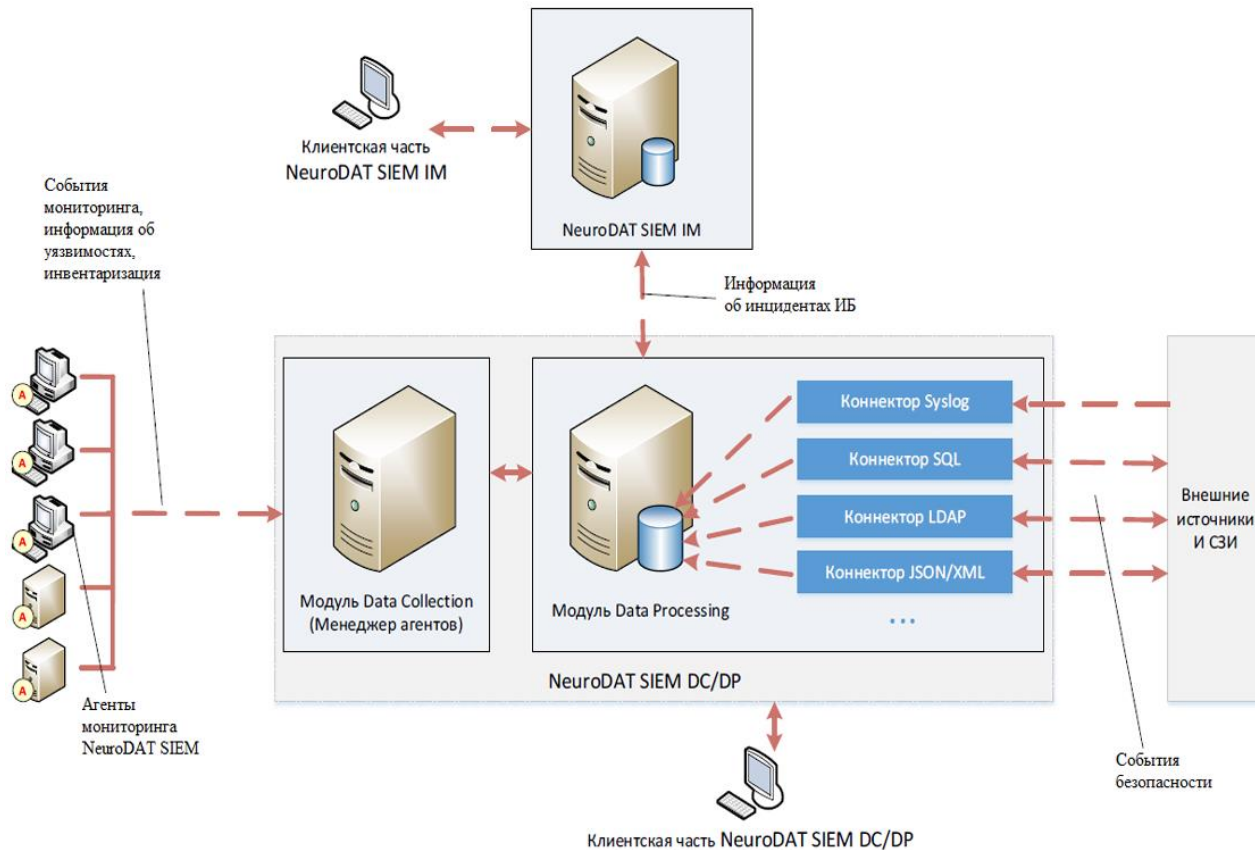 Клиентская часть
NeuroDAT SIEM IM
NeuroDAT SIEM IM
События
мониторинга,
информация об
уязвимостях,
инвентаризация
Информация
об инцидентах ИБ
A
A
A
A
A
Модуль Data Collection
(Менеджер агентов)
Модуль Data Processing
Коннектор Syslog
Коннектор SQL
Коннектор LDAP
Коннектор JSON/XML
...
Внешние
источники
И СЗИ
NeuroDAT SIEM DC/DP
Агенты
мониторинга
NeuroDAT SIEM
События
безопасности
Клиентская часть NeuroDAT SIEM DC/DP